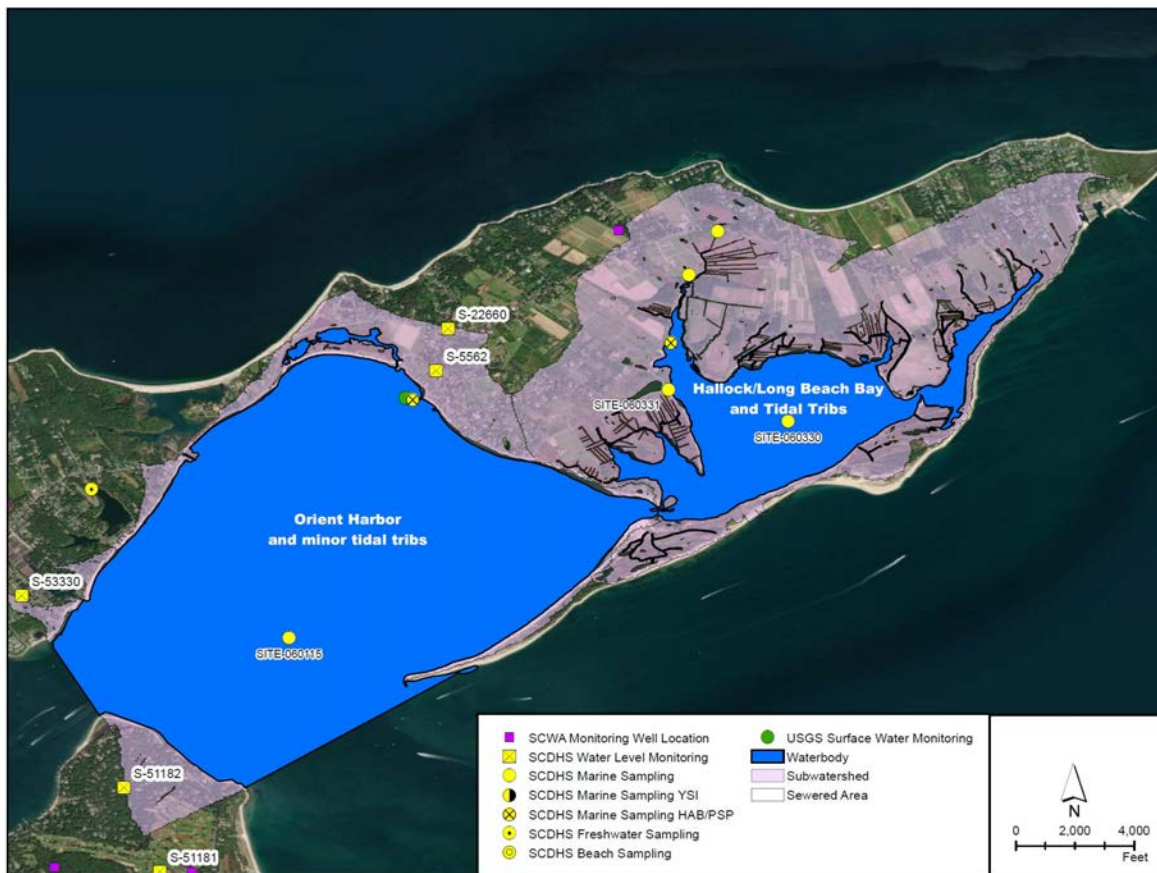 S-22660
S-5562
Hallock/Long Beach Bay
and Tidal Tribs
SITE-060331
SITE-060330
Orient Harbor
and minor tidal tribs
S-53330
SITE-060115
S-51182
S-51181
SCWA Monitoring Well Location
SCDHS Water Level Monitoring
SCDHS Marine Sampling
SCDHS Marine Sampling YSI
SCDHS Marine Sampling HAB/PSP
SCDHS Freshwater Sampling
SCDHS Beach Sampling
USGS Surface Water Monitoring
Waterbody
Subwatershed
Sewered Area
N
0 2,000 4,000
Feet